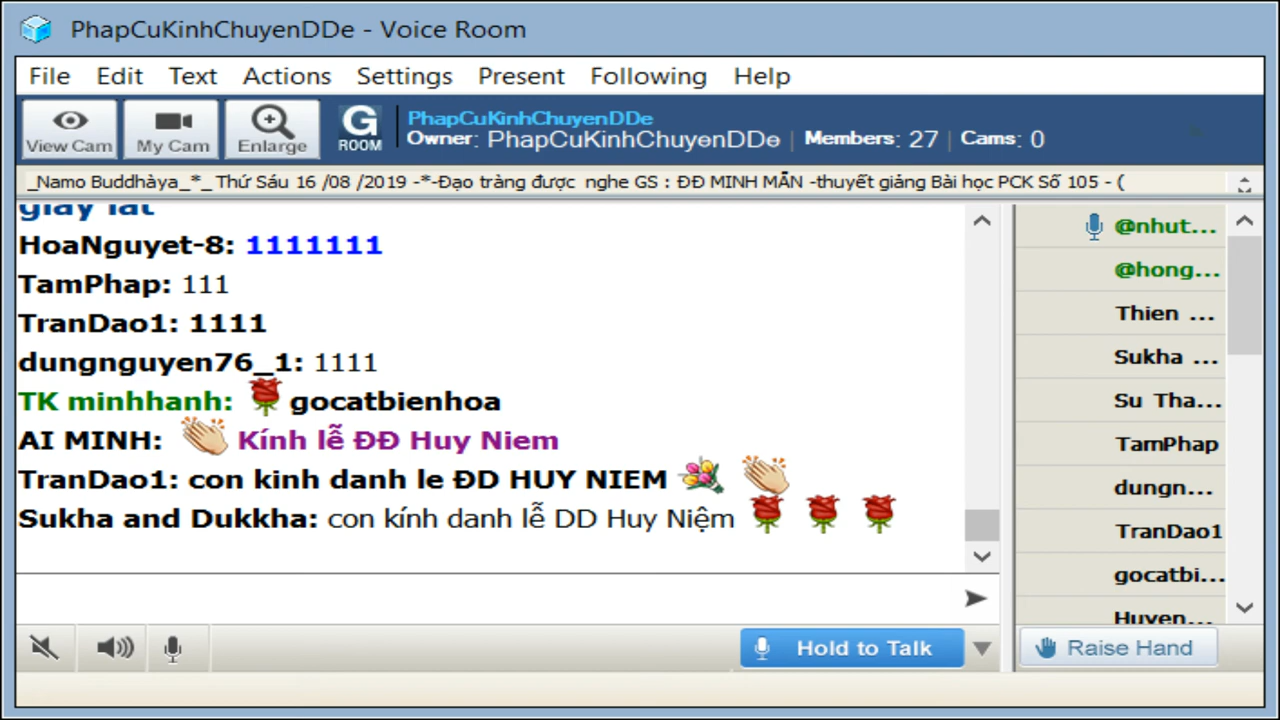 PhapCuKinhChuyenDDe - Voice Room
File Edit Text Actions Settings Present Following Help
View Cam My Cam Enlarge G ROOM
PhapCuKinhChuyenDDe
Owner: PhapCuKinhChuyenDDe | Members: 27 | Cams: 0
_Namo Buddhàya_*_ Thứ Sáu 16 /08 /2019 -*-Đạo tràng được nghe GS : ĐĐ MINH MẪN -thuyết giảng Bài học PCK Số 105 - (
giây lát
HoaNguyet-8: 1111111
TamPhap: 111
TranDao1: 1111
dungnguyen76_1: 1111
TK minhhanh: gocatbienhoa
AI MINH: Kính lễ ĐĐ Huy Niem
TranDao1: con kinh danh le ĐD HUY NIEM
Sukha and Dukkha: con kính danh lễ DD Huy Niệm
@nhut...
@hong...
Thien ...
Sukha ...
Su Tha...
TamPhap
dungn...
TranDao1
gocatbi...
Huyen...
Hold to Talk
Raise Hand